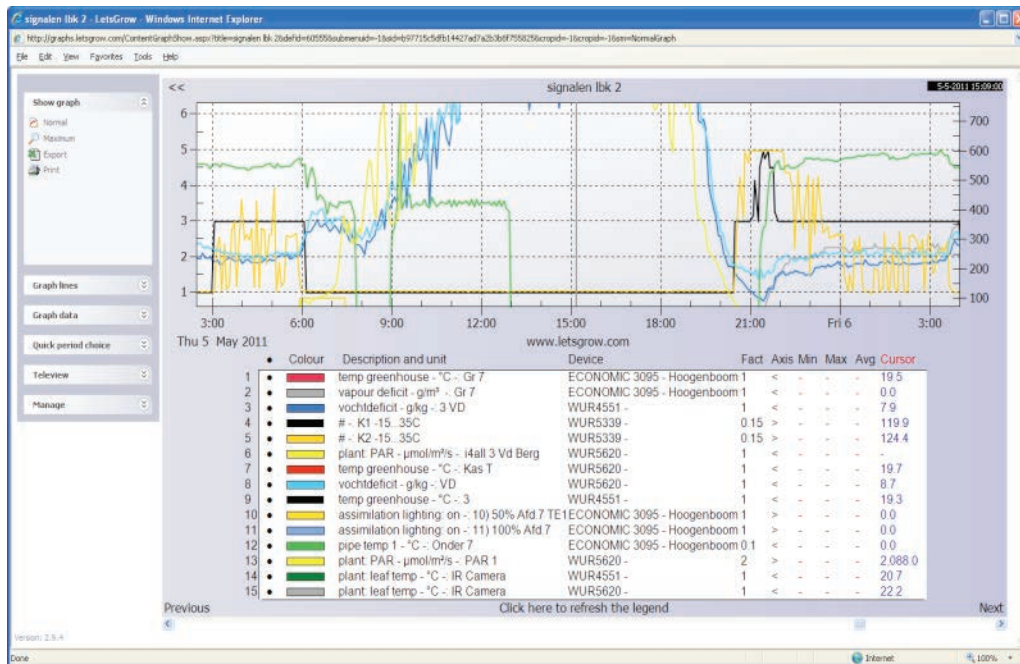 signalen lbk 2 - LetsGrow - Windows Internet Explorer
File Edit View Favorites Tools Help
Show graph
Normal
Maximum
Export
Print
Graph lines
Graph data
Quick period choice
Teleview
Manage
<< signalen lbk 2 5-5-2011 15:09:00
6
5
4
3
2
1
700
600
500
400
300
200
100
3:00 6:00 9:00 12:00 15:00 18:00 21:00 Fri 6 3:00
Thu 5 May 2011 www.letsgrow.com
• Colour Description and unit Device Fact Axis Min Max Avg Cursor
1 • temp greenhouse - °C -: Gr 7 ECONOMIC 3095 - Hoogenboom 1 < - - - 19.5
2 • vapour deficit - g/m³ -: Gr 7 ECONOMIC 3095 - Hoogenboom 1 < - - - 0.0
3 • vochtdeficit - g/kg -: 3 VD WUR4551 - 1 < - - - 7.9
4 • # -: K1 -15...35C WUR5339 - 0.15 > - - - 119.9
5 • # -: K2 -15...35C WUR5339 - 0.15 > - - - 124.4
6 • plant: PAR - µmol/m²/s -: i4all 3 Vd Berg WUR5620 - 1 < - - - -
7 • temp greenhouse - °C -: Kas T WUR5620 - 1 < - - - 19.7
8 • vochtdeficit - g/kg -: VD WUR5620 - 1 < - - - 8.7
9 • temp greenhouse - °C -: 3 WUR4551 - 1 < - - - 19.3
10 • assimilation lighting: on -: 10) 50% Afd.7 TE1 ECONOMIC 3095 - Hoogenboom 1 > - - - 0.0
11 • assimilation lighting: on -: 11) 100% Afd.7 ECONOMIC 3095 - Hoogenboom 1 > - - - 0.0
12 • pipe temp 1 - °C -: Onder 7 ECONOMIC 3095 - Hoogenboom 0.1 < - - - 0.0
13 • plant: PAR - µmol/m²/s -: PAR 1 WUR5620 - 2 > - - - 2.088.0
14 • plant: leaf temp - °C -: IR Camera WUR4551 - 1 < - - - 20.7
15 • plant: leaf temp - °C -: IR Camera WUR5620 - 1 < - - - 22.2
Previous Click here to refresh the legend Next
Version: 2.9.4
Done Internet 100%